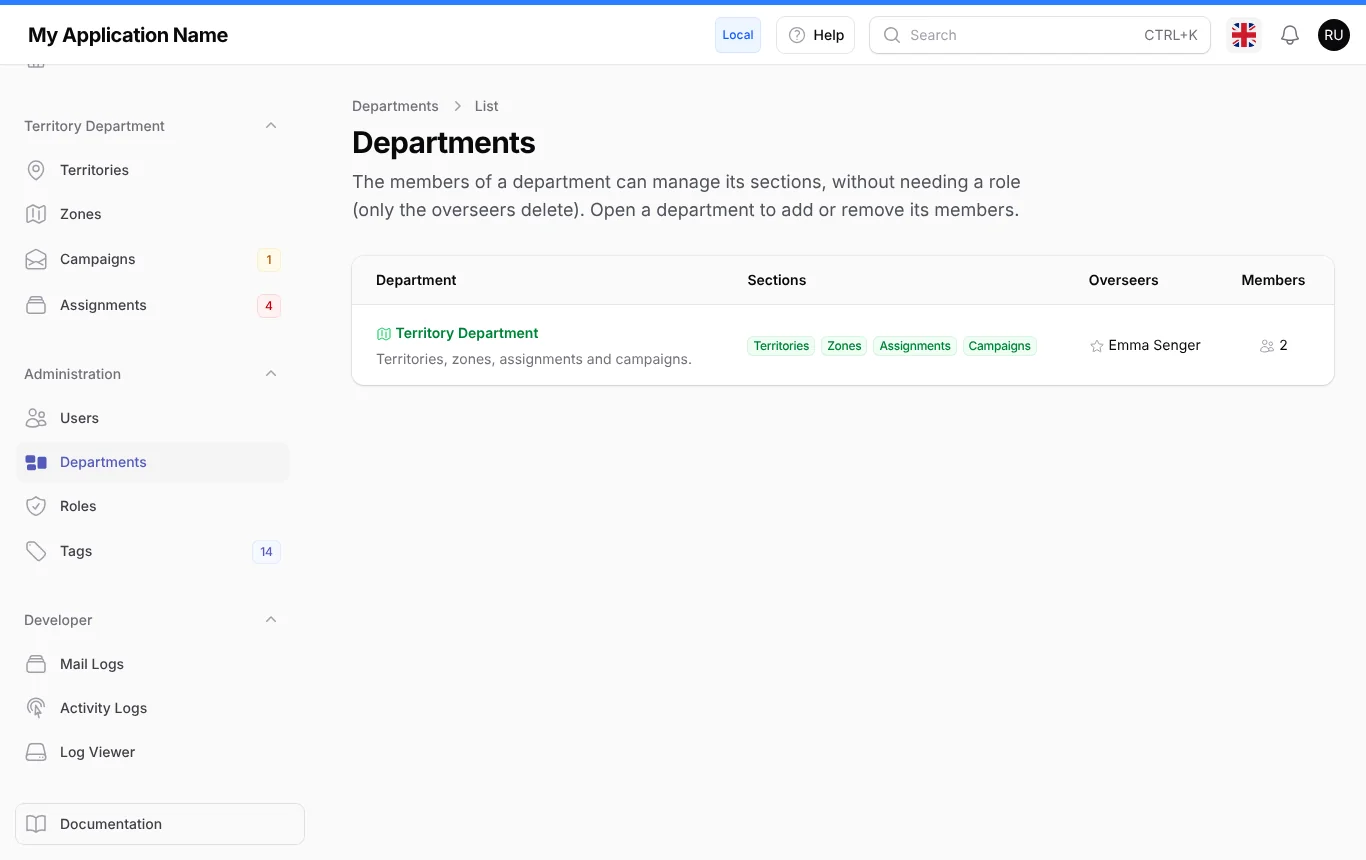 My Application Name
Local
Help
Search
CTRL+K
RU
Territory Department
Territories
Zones
Campaigns
1
Assignments
4
Administration
Users
Departments
Roles
Tags
14
Developer
Mail Logs
Activity Logs
Log Viewer
Documentation
Departments > List
Departments
The members of a department can manage its sections, without needing a role
(only the overseers delete). Open a department to add or remove its members.
Department Sections Overseers Members
Territory Department
Territories, zones, assignments and campaigns.
Territories Zones Assignments Campaigns
Emma Senger
2